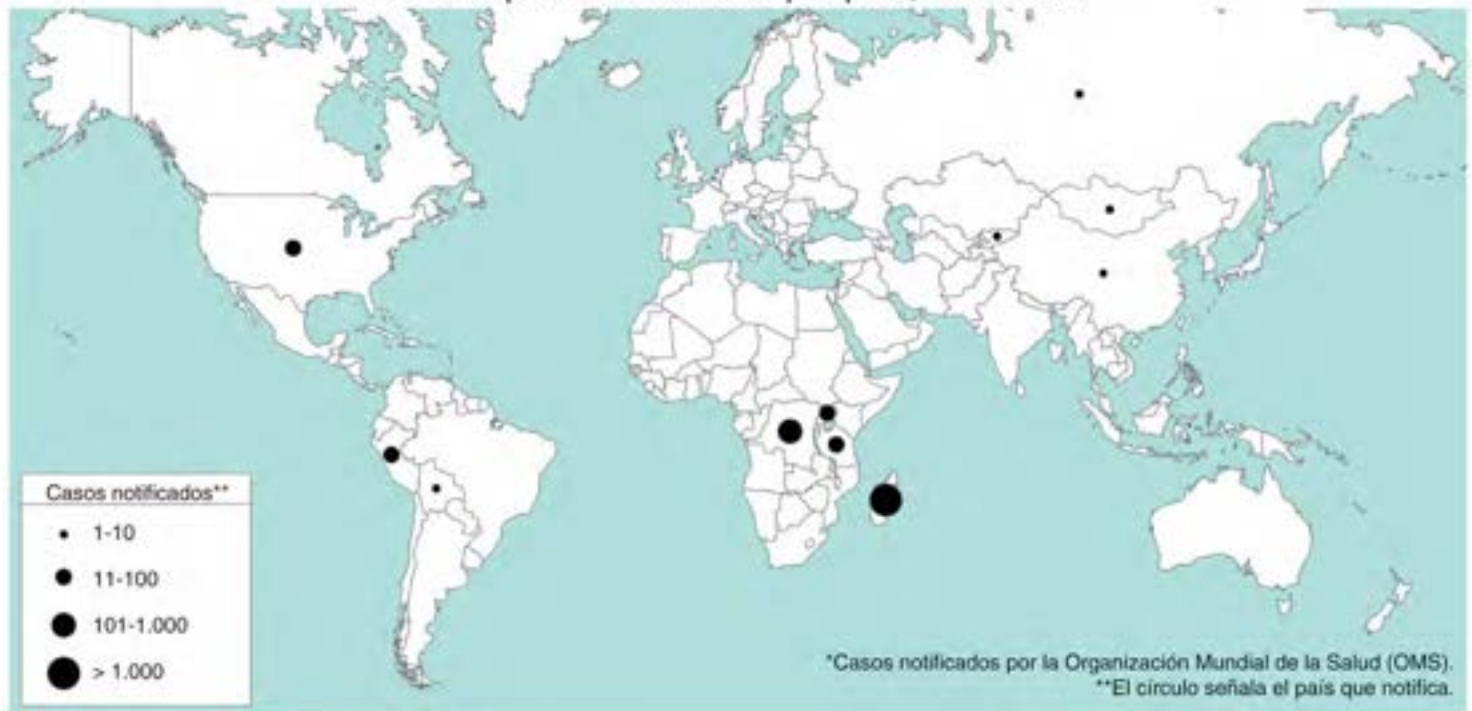 Casos notificados**
1-10
11-100
101-1.000
> 1.000
*Casos notificados por la Organización Mundial de la Salud (OMS).
**El círculo señala el país que notifica.